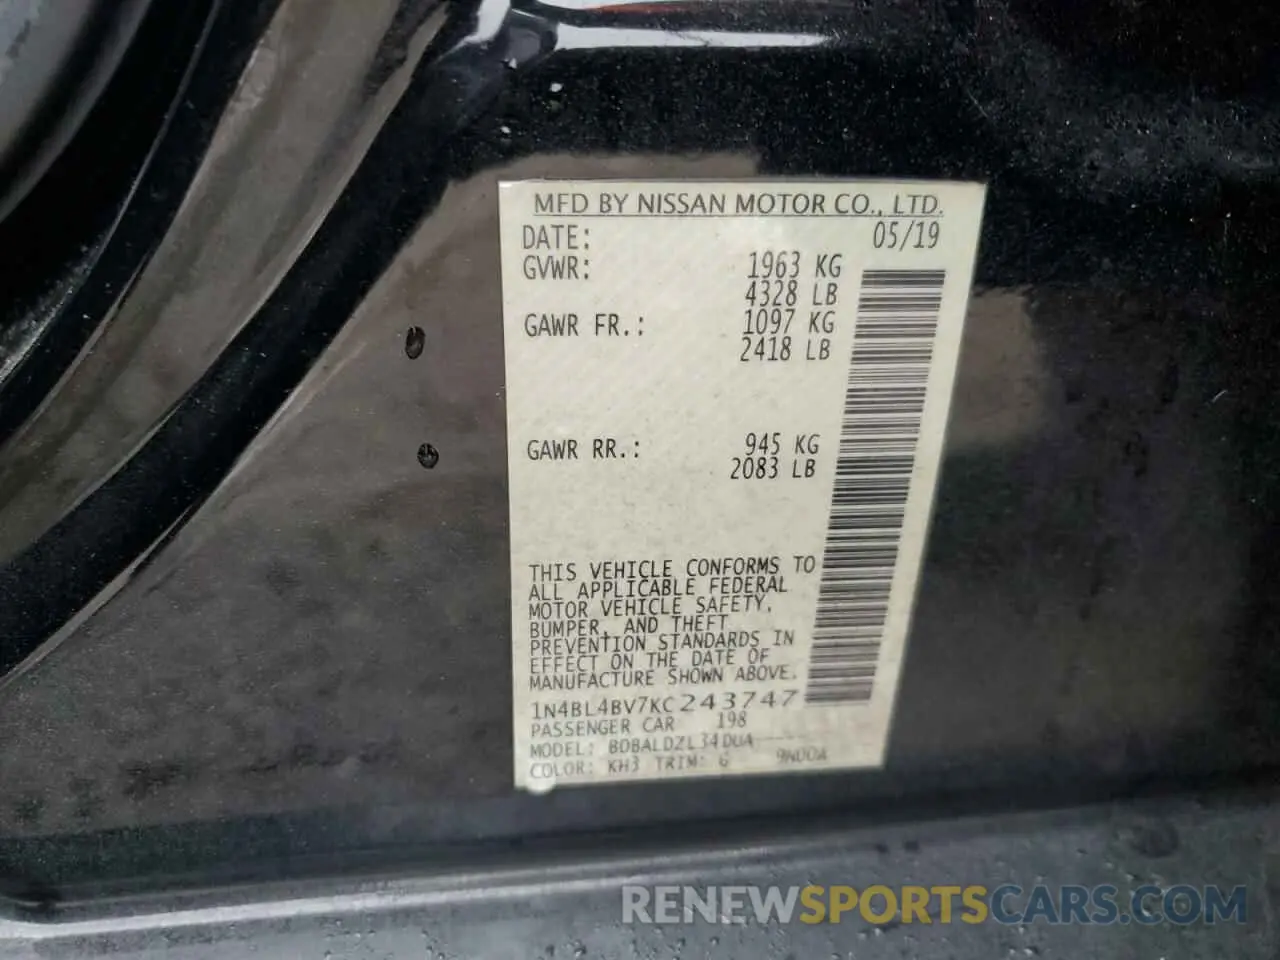 MFD BY NISSAN MOTOR CO., LTD.
DATE: 05/19
GVWR: 1963 KG
4328 LB
GAWR FR.: 1097 KG
2418 LB
GAWR RR.: 945 KG
2083 LB
THIS VEHICLE CONFORMS TO
ALL APPLICABLE FEDERAL
MOTOR VEHICLE SAFETY,
BUMPER, AND THEFT
PREVENTION STANDARDS IN
EFFECT ON THE DATE OF
MANUFACTURE SHOWN ABOVE.
1N4BL4BV7KC243747
PASSENGER CAR 198
MODEL: BDBALDZL34DUA
COLOR: KH3 TRIM: G
RENEWSPORTSCARS.COM